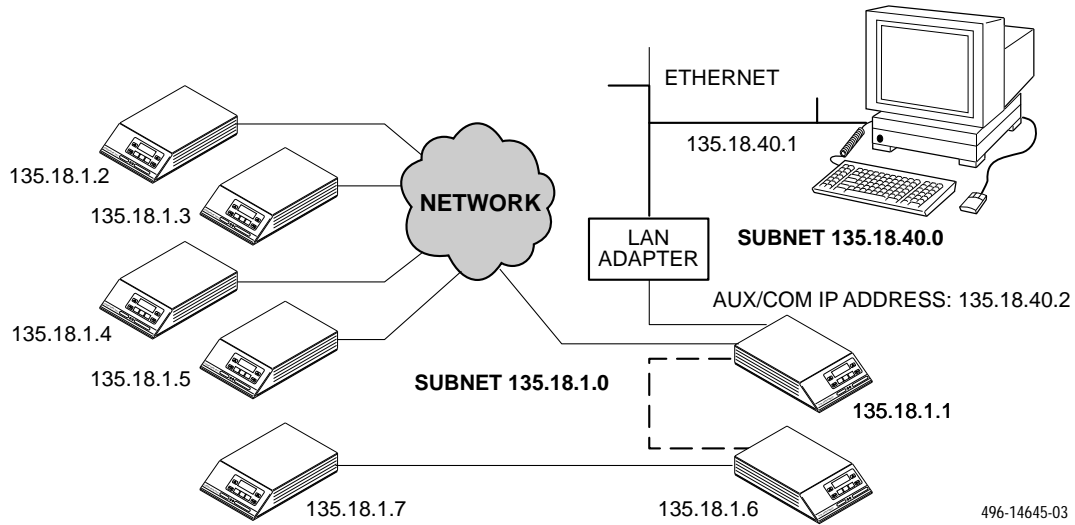 ETHERNET
135.18.40.1
135.18.1.2
135.18.1.3
NETWORK
LAN
ADAPTER
SUBNET 135.18.40.0
AUX/COM IP ADDRESS: 135.18.40.2
135.18.1.4
135.18.1.5
SUBNET 135.18.1.0
135.18.1.1
135.18.1.7
135.18.1.6
496-14645-03